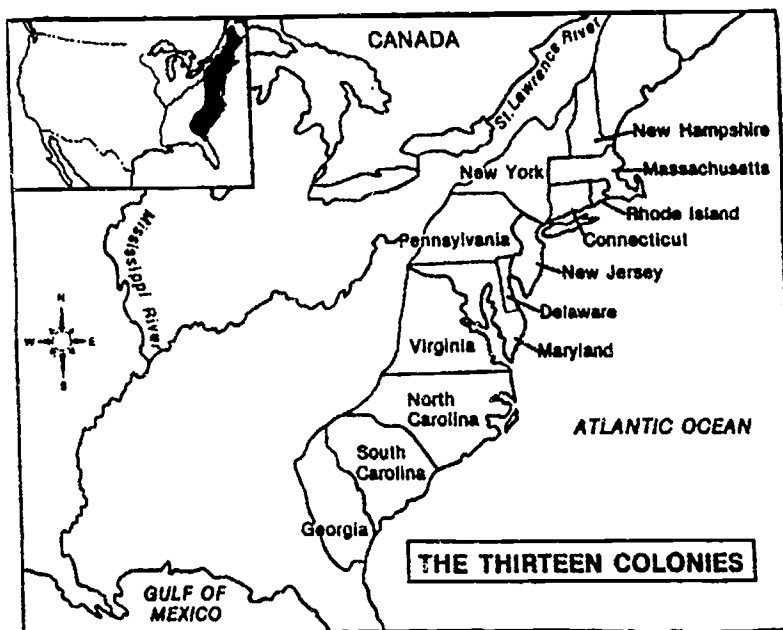 CANADA
St. Lawrence River
New Hampshire
New York
Massachusetts
Rhode Island
Connecticut
Pennsylvania
New Jersey
Mississippi River
Delaware
Maryland
Virginia
N
W
E
S
North
Carolina
ATLANTIC OCEAN
South
Carolina
Georgia
THE THIRTEEN COLONIES
GULF OF
MEXICO